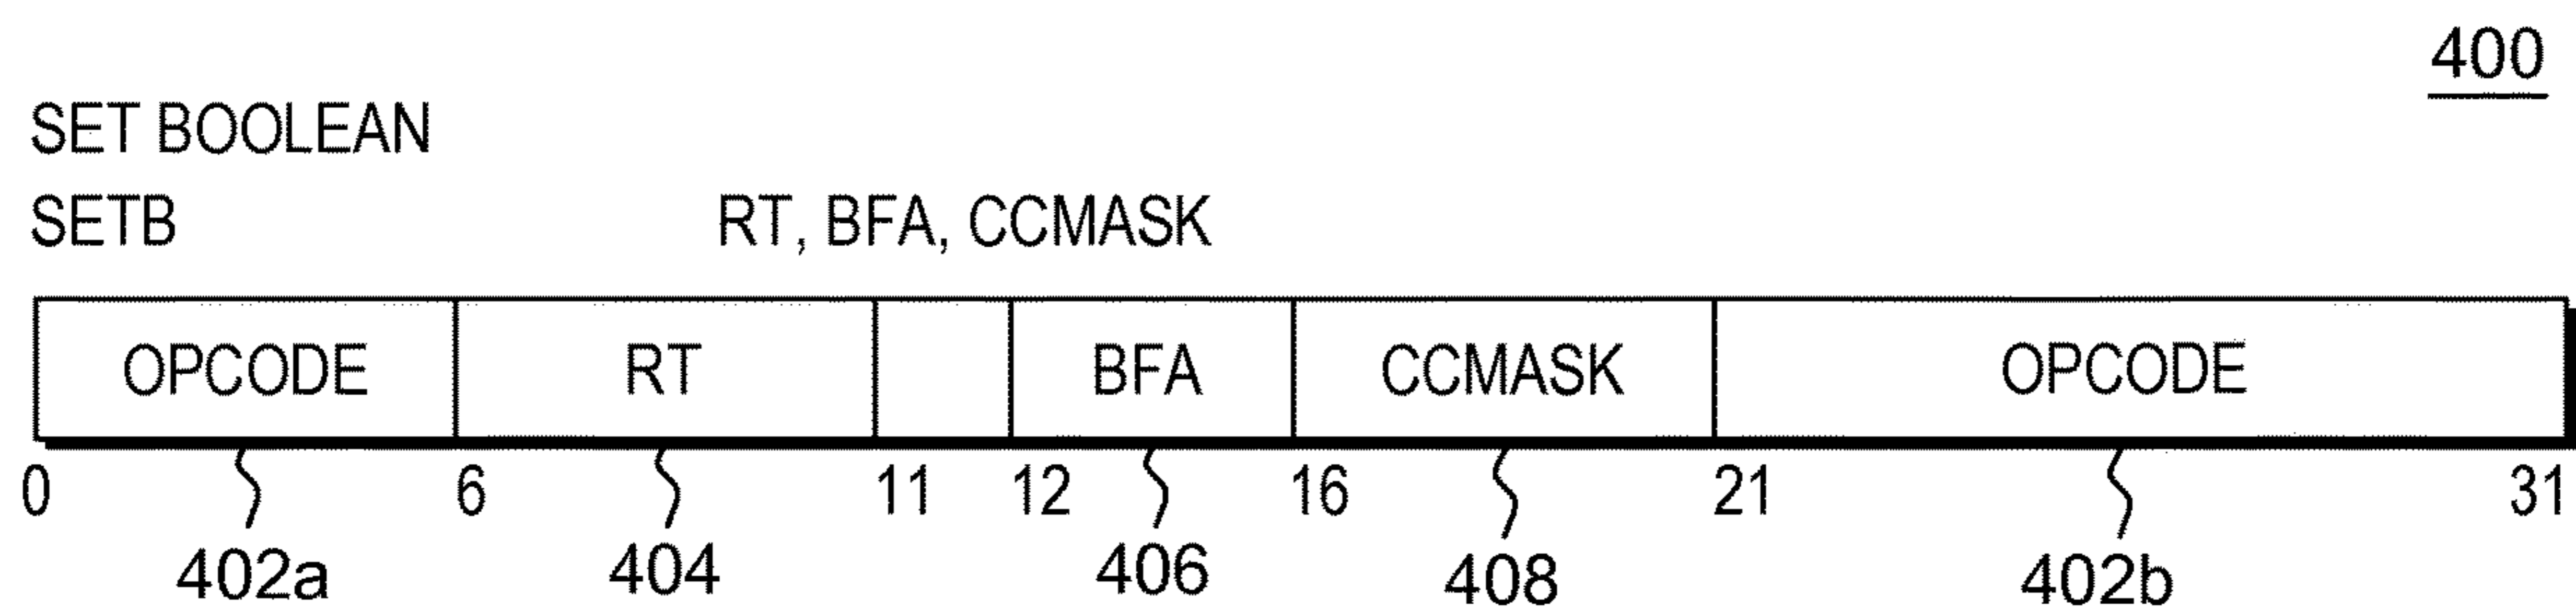 400
SET BOOLEAN
SETB RT, BFA, CCMASK
OPCODE RT BFA CCMASK OPCODE
0 6 11 12 16 21 31
402a 404 406 408 402b